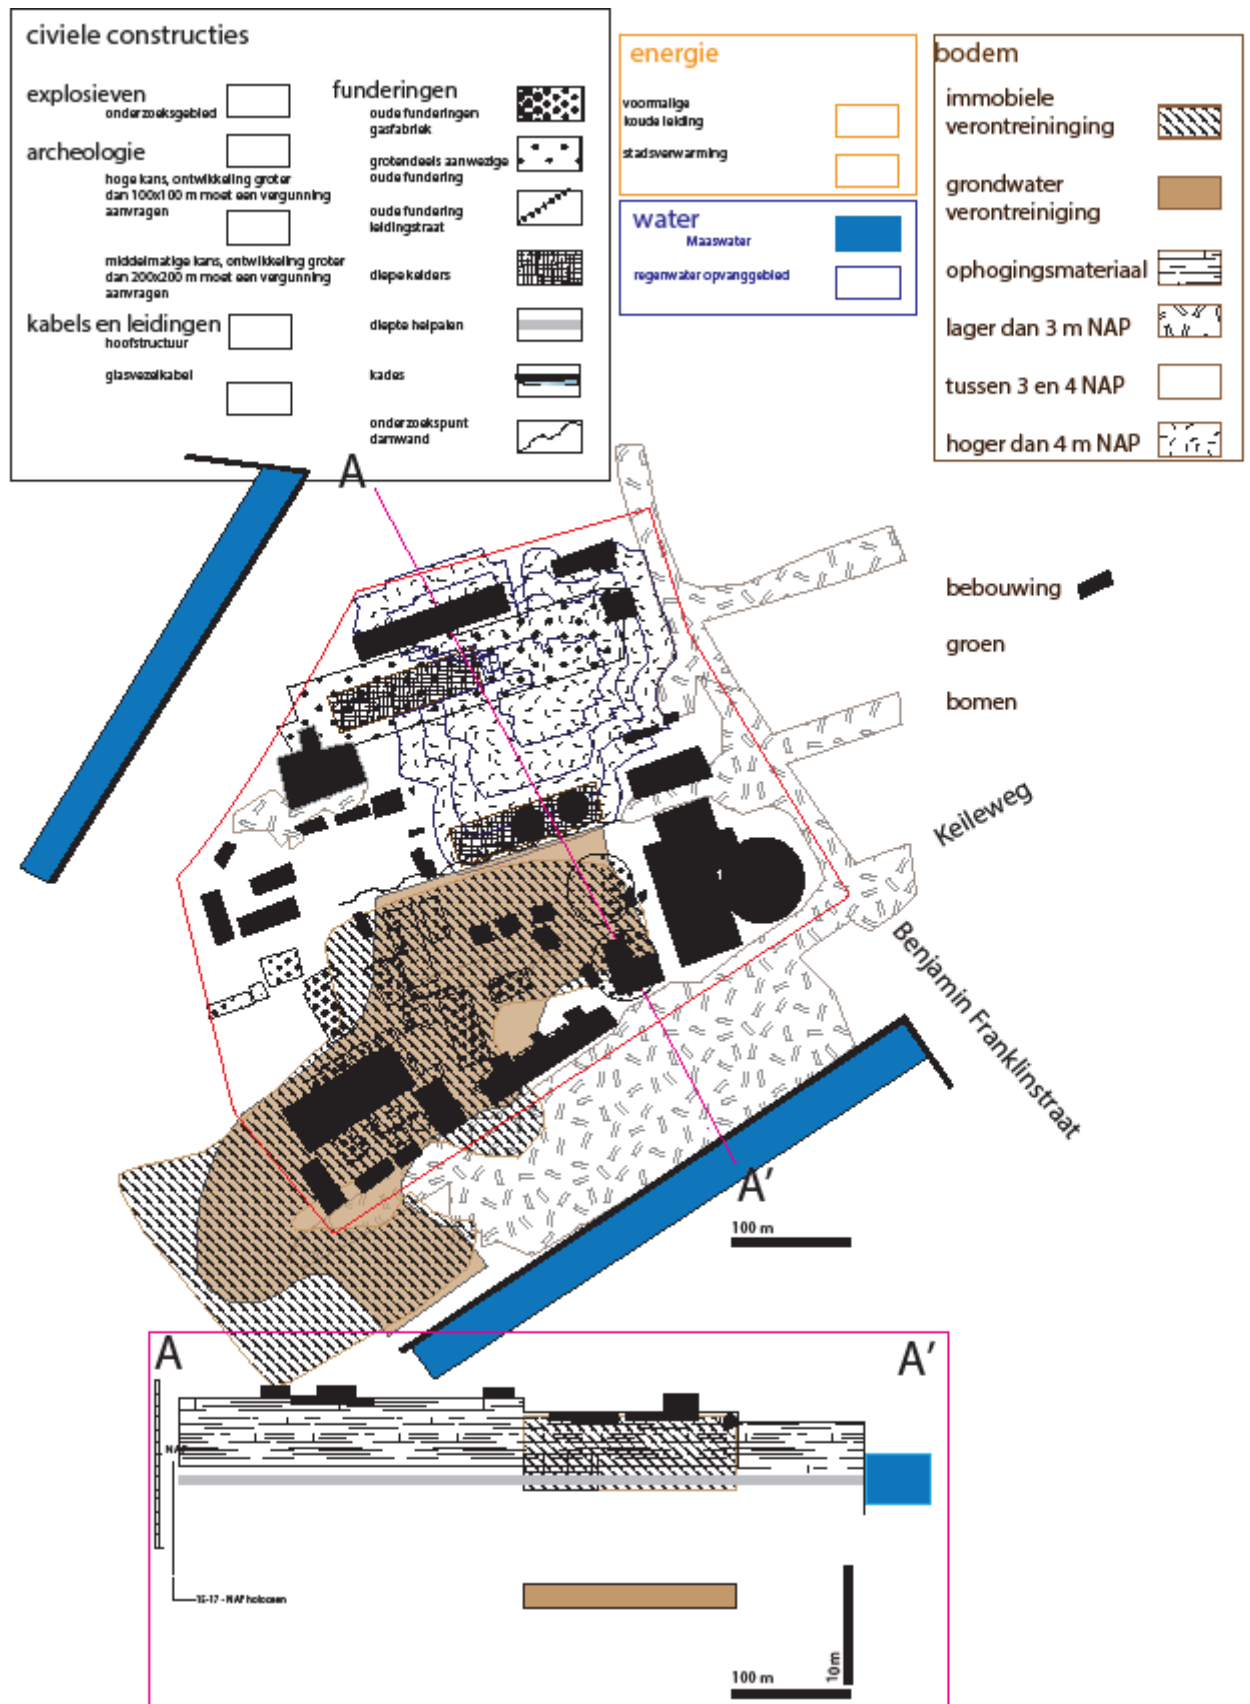 civiele constructies
explosieven
onderzoeksgebied
archeologie
hoge kans, ontwikkeling groter
dan 100x100 m moet een vergunning
aanvragen
middelmatige kans, ontwikkeling groter
dan 200x200 m moet een vergunning
aanvragen
kabels en leidingen
hoofstructuur
glasvezelkabel
funderingen
oude funderingen
gasfabriek
grotendeels aanwezige
oude fundering
oude fundering
leidingstraat
diepe kelders
diepte heipalen
kades
onderzoekspunt
damwand
energie
voormalige
koude leiding
stadsverwarming
water
Maaswater
regenwater opvanggebied
bodem
immobiele
verontreininging
grondwater
verontreiniging
ophogingsmateriaal
lager dan 3 m NAP
tussen 3 en 4 NAP
hoger dan 4 m NAP
bebouwing
groen
bomen
A
Keileweg
Benjamin Franklinstraat
A'
100 m
A
A'
NAP
16-17 - NAP holoceen
10m
100 m